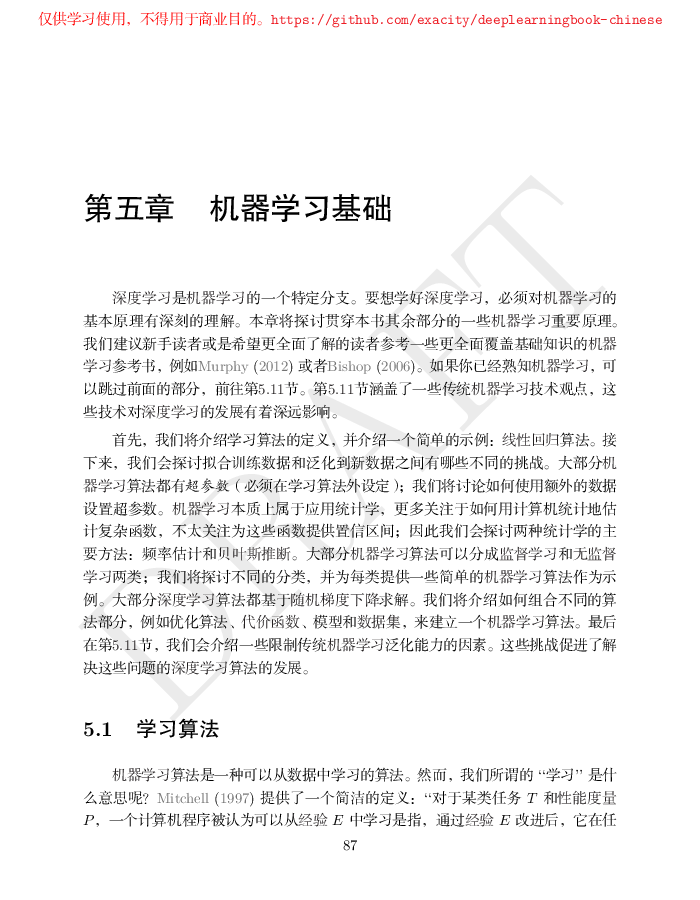 仅供学习使用，不得用于商业目的。https://github.com/exacity/deeplearningbook-chinese
第五章 机器学习基础
深度学习是机器学习的一个特定分支。要想学好深度学习，必须对机器学习的
基本原理有深刻的理解。本章将探讨贯穿本书其余部分的一些机器学习重要原理。
我们建议新手读者或是希望更全面了解的读者参考一些更全面覆盖基础知识的机器
学习参考书，例如Murphy (2012) 或者Bishop (2006)。如果你已经熟知机器学习，可
以跳过前面的部分，前往第5.11节。第5.11节涵盖了一些传统机器学习技术观点，这
些技术对深度学习的发展有着深远影响。
首先，我们将介绍学习算法的定义，并介绍一个简单的示例：线性回归算法。接
下来，我们会探讨拟合训练数据和泛化到新数据之间有哪些不同的挑战。大部分机
器学习算法都有超参数（必须在学习算法外设定）；我们将讨论如何使用额外的数据
设置超参数。机器学习本质上属于应用统计学，更多关注于如何用计算机统计地估
计复杂函数，不太关注为这些函数提供置信区间；因此我们会探讨两种统计学的主
要方法：频率估计和贝叶斯推断。大部分机器学习算法可以分成监督学习和无监督
学习两类；我们将探讨不同的分类，并为每类提供一些简单的机器学习算法作为示
例。大部分深度学习算法都基于随机梯度下降求解。我们将介绍如何组合不同的算
法部分，例如优化算法、代价函数、模型和数据集，来建立一个机器学习算法。最后
在第5.11节，我们会介绍一些限制传统机器学习泛化能力的因素。这些挑战促进了解
决这些问题的深度学习算法的发展。
5.1 学习算法
机器学习算法是一种可以从数据中学习的算法。然而，我们所谓的 “学习” 是什
么意思呢？Mitchell (1997) 提供了一个简洁的定义：“对于某类任务 T 和性能度量
P，一个计算机程序被认为可以从经验 E 中学习是指，通过经验 E 改进后，它在任
87
DRAFT